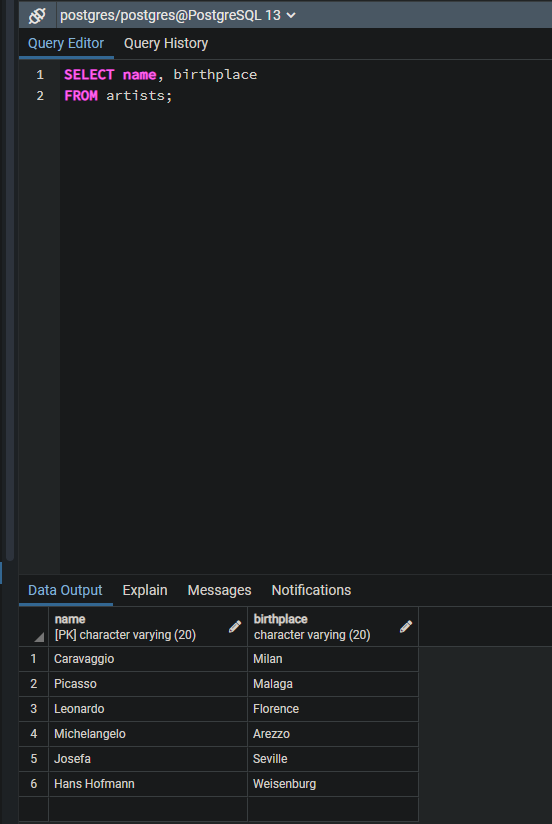 postgres/postgres@PostgreSQL 13
Query Editor Query History
1 SELECT name, birthplace
2 FROM artists;
Data Output Explain Messages Notifications
name birthplace
[PK] character varying (20) character varying (20)
1 Caravaggio Milan
2 Picasso Malaga
3 Leonardo Florence
4 Michelangelo Arezzo
5 Josefa Seville
6 Hans Hofmann Weisenburg